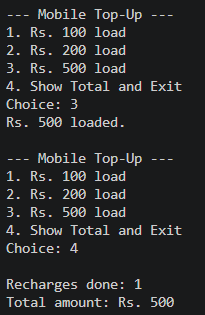 --- Mobile Top-Up ---
1. Rs. 100 load
2. Rs. 200 load
3. Rs. 500 load
4. Show Total and Exit
Choice: 3
Rs. 500 loaded.
--- Mobile Top-Up ---
1. Rs. 100 load
2. Rs. 200 load
3. Rs. 500 load
4. Show Total and Exit
Choice: 4
Recharges done: 1
Total amount: Rs. 500